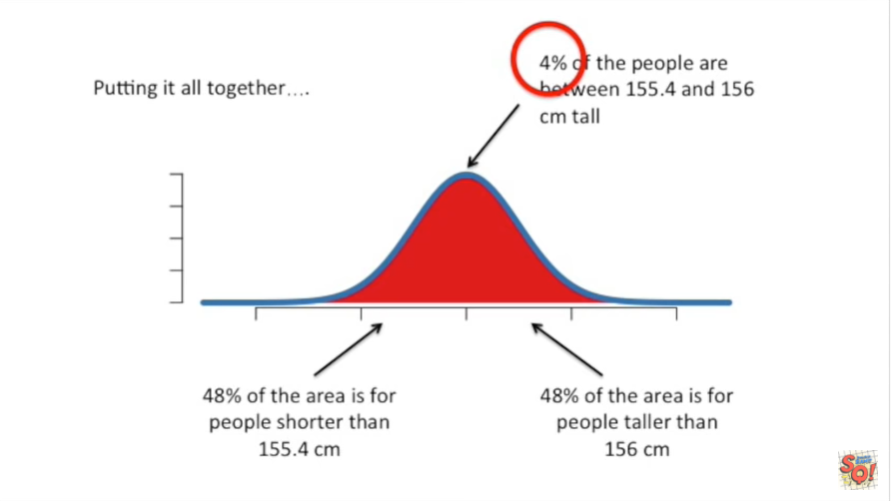 Putting it all together….
4% of the people are
between 155.4 and 156
cm tall
48% of the area is for
people shorter than
155.4 cm
48% of the area is for
people taller than
156 cm
SQ!